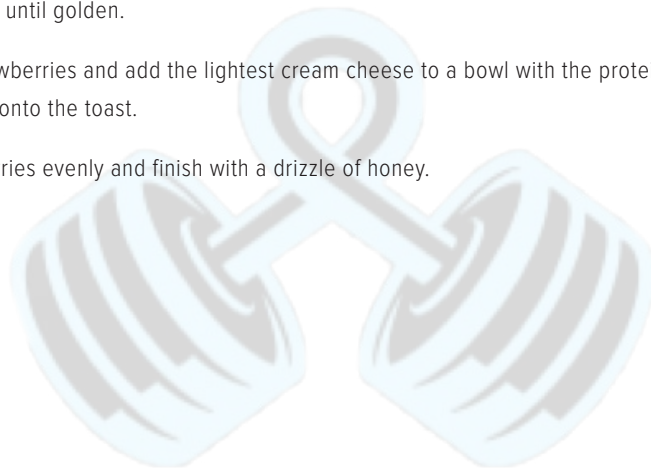 until golden.
wberries and add the lightest cream cheese to a bowl with the prote
onto the toast.
ries evenly and finish with a drizzle of honey.